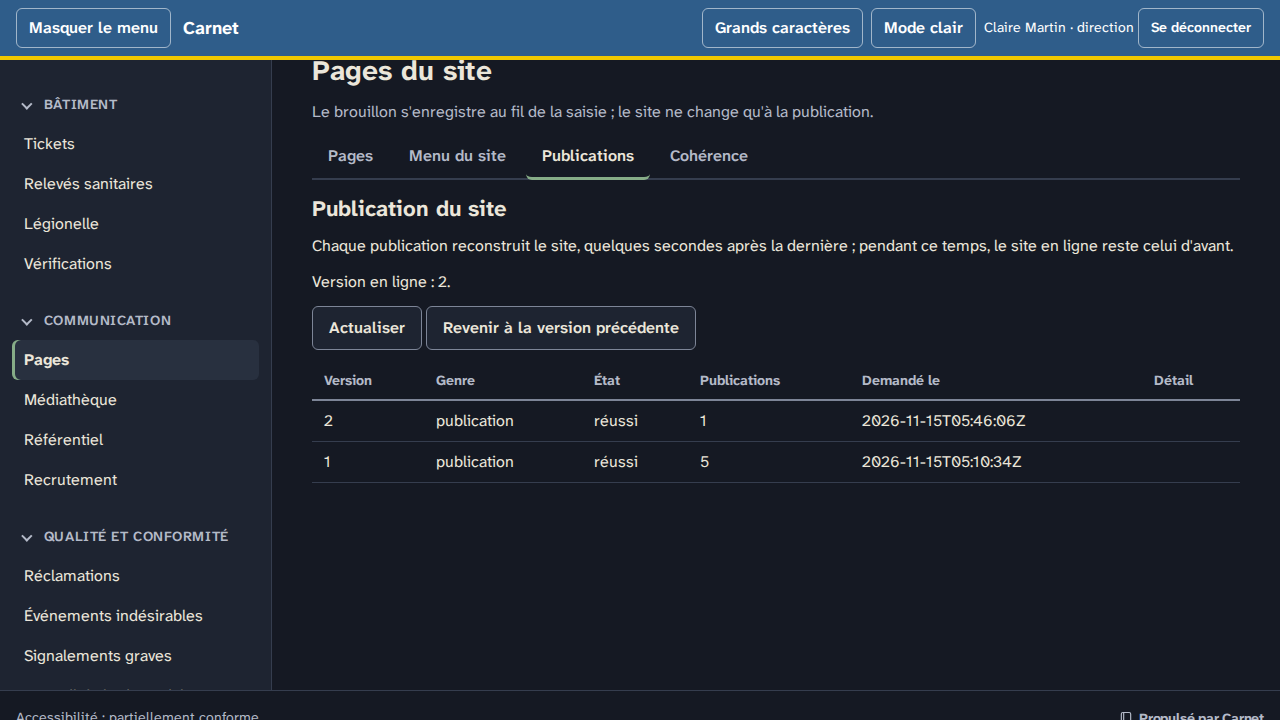 Masquer le menu Carnet Grands caractères Mode clair Claire Martin · direction Se déconnecter
BÂTIMENT
Tickets
Relevés sanitaires
Légionelle
Vérifications
COMMUNICATION
Pages
Médiathèque
Référentiel
Recrutement
QUALITÉ ET CONFORMITÉ
Réclamations
Événements indésirables
Signalements graves
Pages du site
Le brouillon s'enregistre au fil de la saisie ; le site ne change qu'à la publication.
Pages Menu du site Publications Cohérence
Publication du site
Chaque publication reconstruit le site, quelques secondes après la dernière ; pendant ce temps, le site en ligne reste celui d'avant.
Version en ligne : 2.
Actualiser Revenir à la version précédente
Version Genre État Publications Demandé le Détail
2 publication réussi 1 2026-11-15T05:46:06Z
1 publication réussi 5 2026-11-15T05:10:34Z
Accessibilité : partiellement conforme Propulsé par Carnet